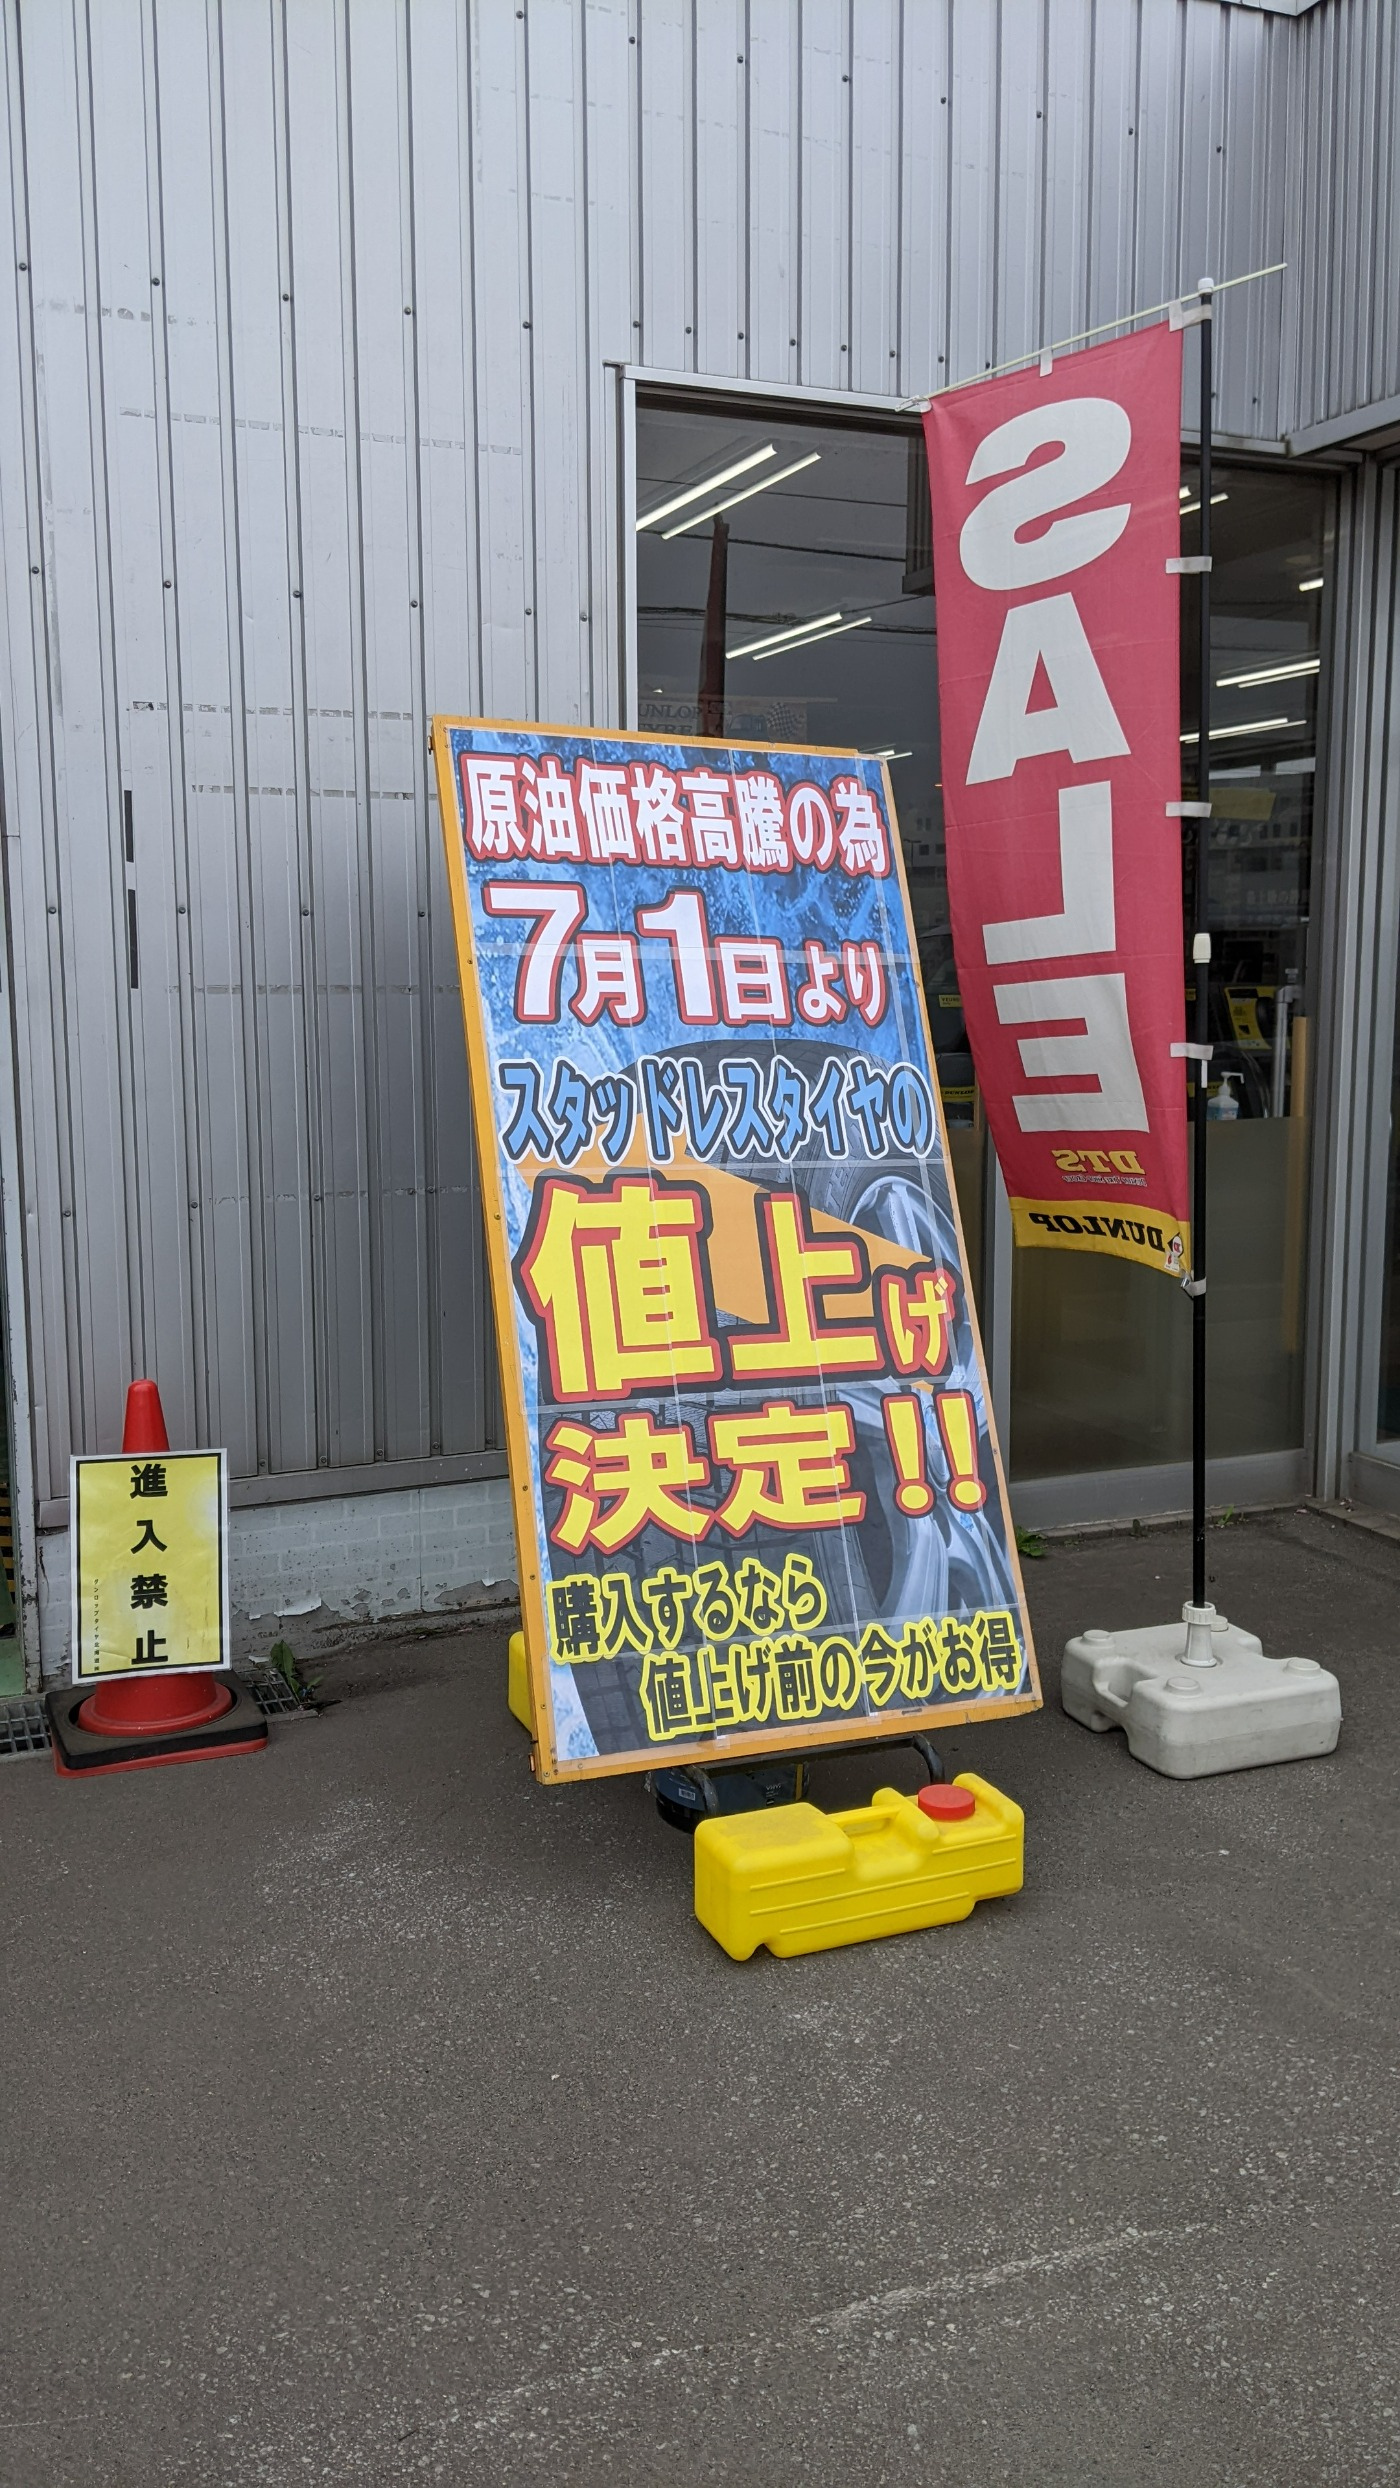 原油価格高騰の為
7月1日より
スタッドレスタイヤの
値上げ
決定!!
購入するなら
値上げ前の今がお得
SALE
DTS
DUNLOP
進入禁止